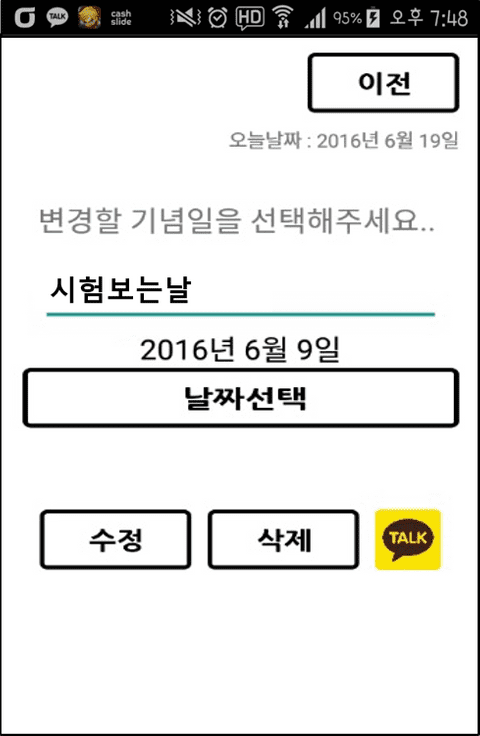 TALK cash slide HD 95% 오후 7:48
이전
오늘날짜 : 2016년 6월 19일
변경할 기념일을 선택해주세요..
시험보는날
2016년 6월 9일
날짜선택
수정 삭제 TALK